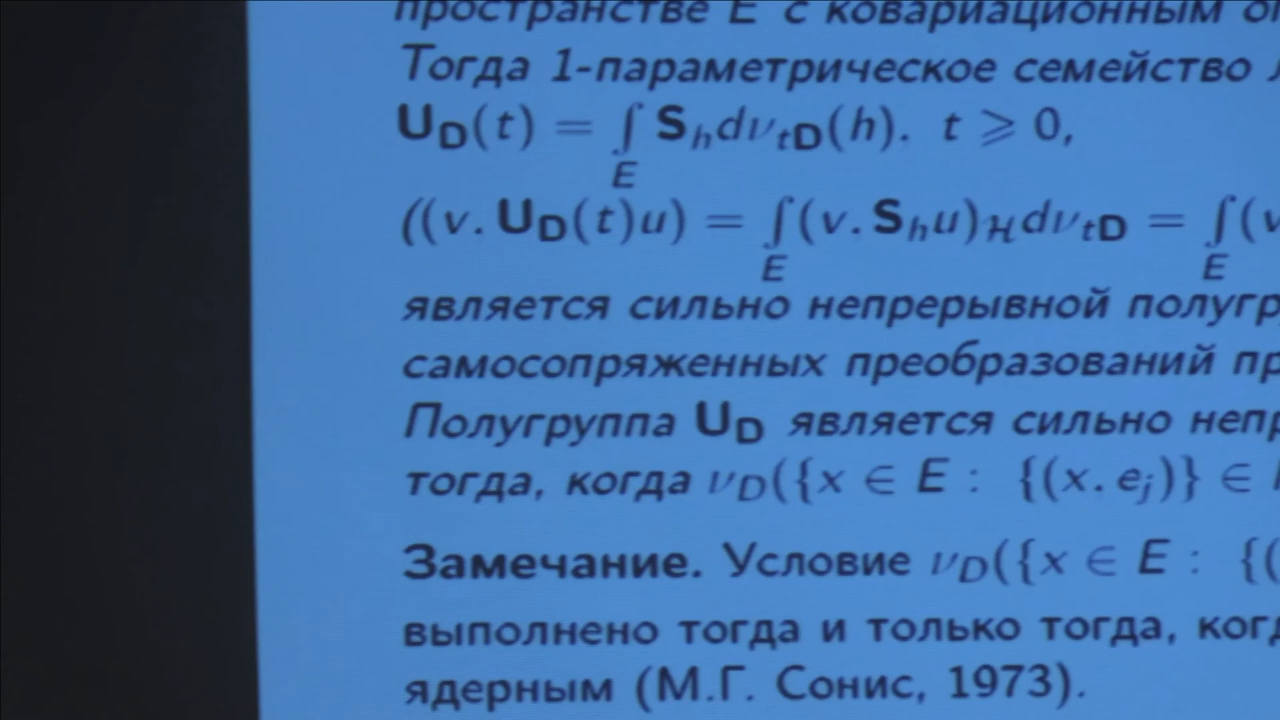 пространстве E с ковариационным
Тогда 1-параметрическое семейство
U_D(t) = ∫_E S_h dν_{tD}(h). t ⩾ 0,
((v. U_D(t)u) = ∫_E (v. S_h u)_ℋ dν_{tD} = ∫_E (v
является сильно непрерывной полугр
самосопряженных преобразований пр
Полугруппа U_D является сильно непр
тогда, когда ν_D({x ∈ E : {(x. e_j)} ∈
Замечание. Условие ν_D({x ∈ E : {(
выполнено тогда и только тогда, когд
ядерным (М.Г. Сонис, 1973).